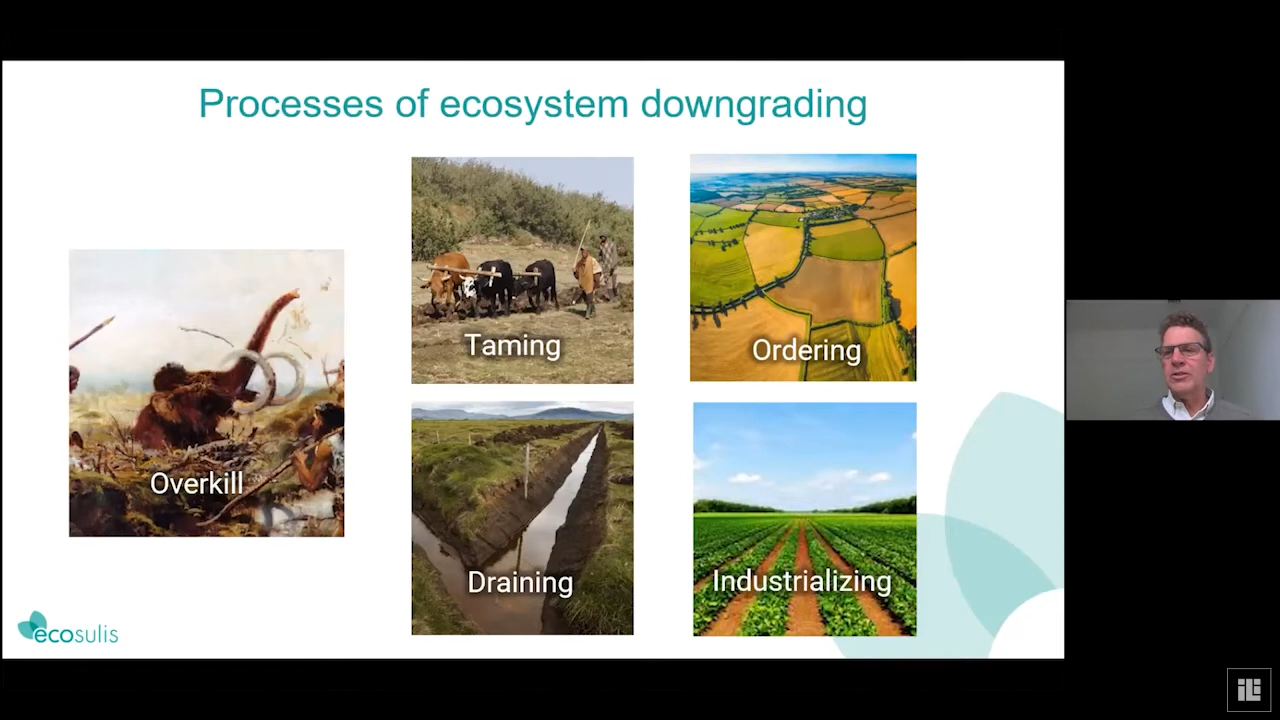 Processes of ecosystem downgrading
Overkill
Taming
Ordering
Draining
Industrializing
ecosulis